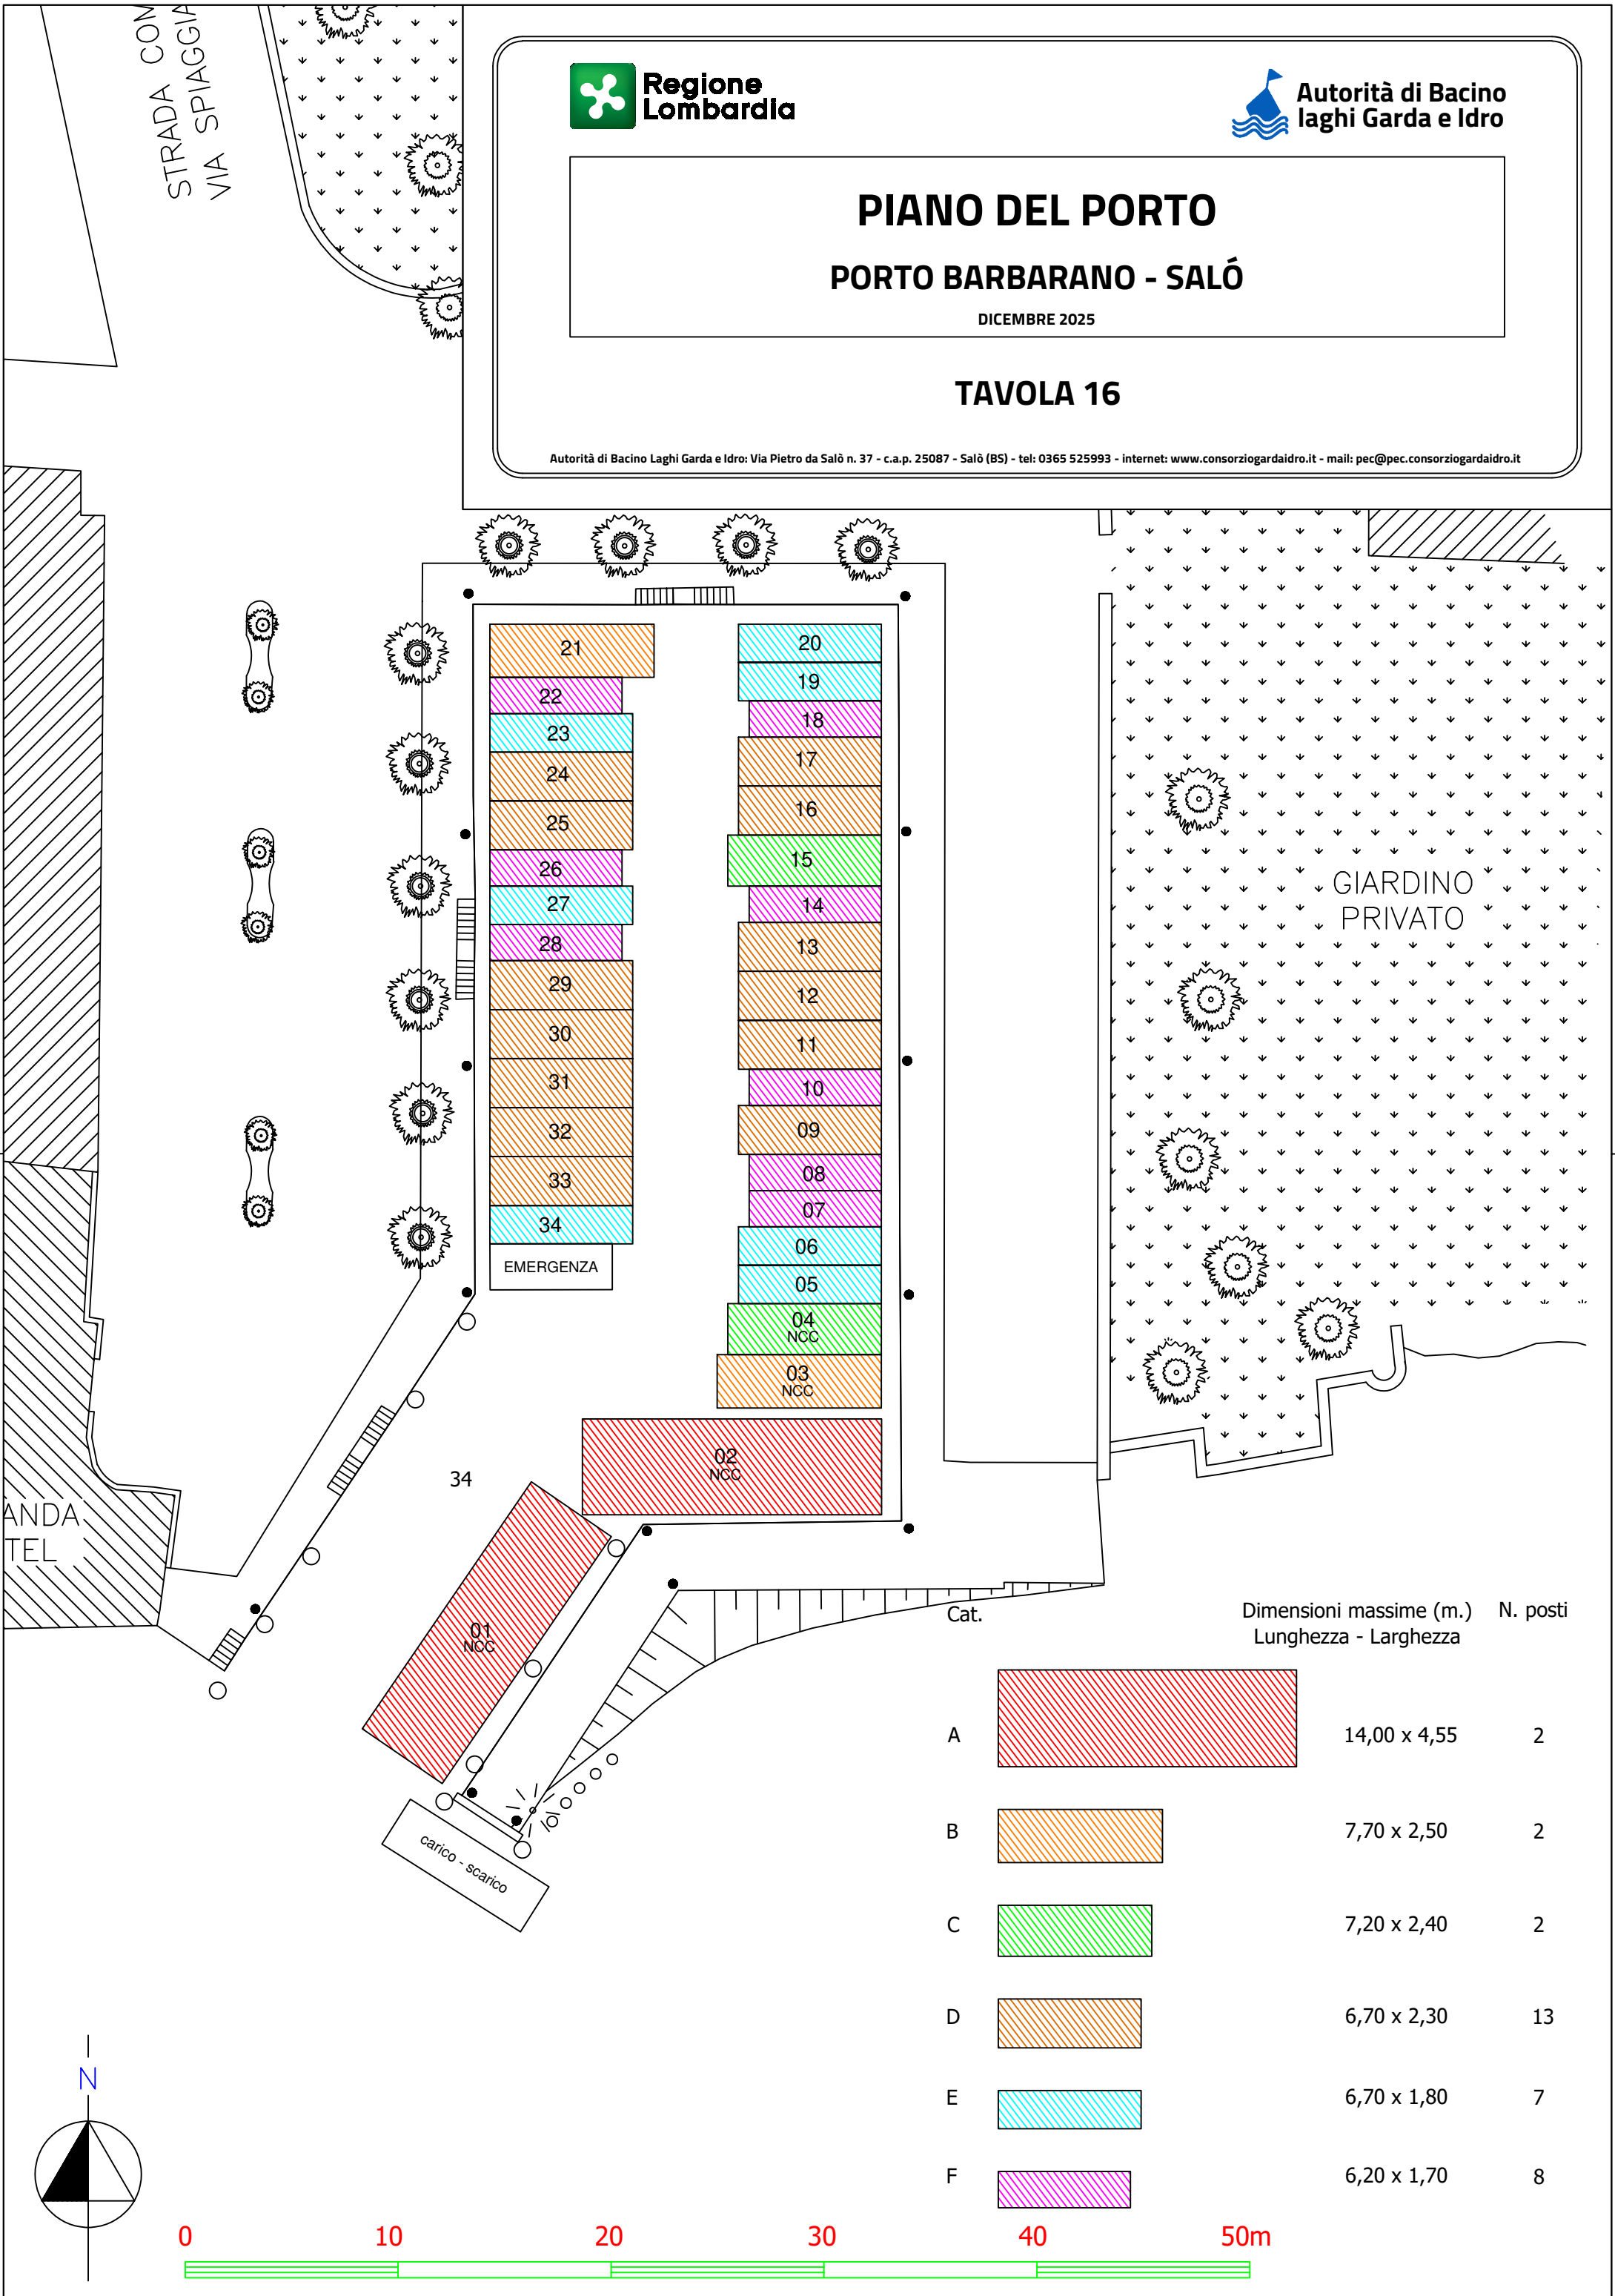 STRADA COM
VIA SPIAGGIA
Regione
Lombardia
Autorità di Bacino
laghi Garda e Idro
PIANO DEL PORTO
PORTO BARBARANO - SALÓ
DICEMBRE 2025
TAVOLA 16
Autorità di Bacino Laghi Garda e Idro: Via Pietro da Salò n. 37 - c.a.p. 25087 - Salò (BS) - tel: 0365 525993 - internet: www.consorziogardaidro.it - mail: pec@pec.consorziogardaidro.it
21
22
23
24
25
26
27
28
29
30
31
32
33
34
EMERGENZA
20
19
18
17
16
15
14
13
12
11
10
09
08
07
06
05
04
NCC
03
NCC
02
NCC
34
01
NCC
carico - scarico
GIARDINO
PRIVATO
ANDA
TEL
Cat. Dimensioni massime (m.) N. posti
Lunghezza - Larghezza
A 14,00 x 4,55 2
B 7,70 x 2,50 2
C 7,20 x 2,40 2
D 6,70 x 2,30 13
E 6,70 x 1,80 7
F 6,20 x 1,70 8
N
0 10 20 30 40 50m